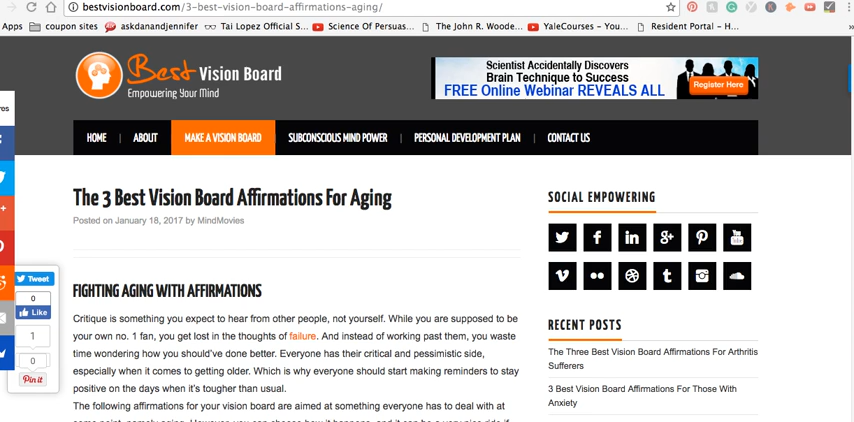 bestvisionboard.com/3-best-vision-board-affirmations-aging/
Apps coupon sites askdanandjennifer Tai Lopez Official S... Science Of Persuas... The John R. Woode... YaleCourses – You... Resident Portal – H...
Best Vision Board
Empowering Your Mind
Scientist Accidentally Discovers
Brain Technique to Success
FREE Online Webinar REVEALS ALL
Register Here
HOME | ABOUT MAKE A VISION BOARD SUBCONSCIOUS MIND POWER | PERSONAL DEVELOPMENT PLAN | CONTACT US
The 3 Best Vision Board Affirmations For Aging
Posted on January 18, 2017 by MindMovies
FIGHTING AGING WITH AFFIRMATIONS
Critique is something you expect to hear from other people, not yourself. While you are supposed to be
your own no. 1 fan, you get lost in the thoughts of failure. And instead of working past them, you waste
time wondering how you should've done better. Everyone has their critical and pessimistic side,
especially when it comes to getting older. Which is why everyone should start making reminders to stay
positive on the days when it's tougher than usual.
The following affirmations for your vision board are aimed at something everyone has to deal with at
SOCIAL EMPOWERING
RECENT POSTS
The Three Best Vision Board Affirmations For Arthritis
Sufferers
3 Best Vision Board Affirmations For Those With
Anxiety
Tweet
0
Like
1
0
Pin it